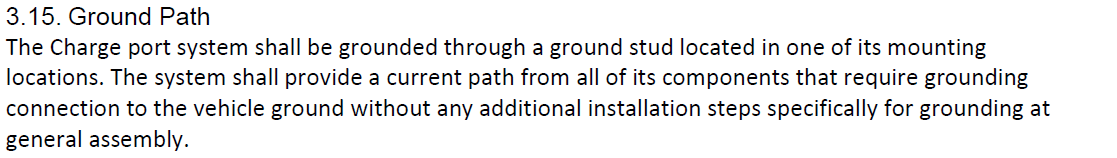 3.15. Ground Path
The Charge port system shall be grounded through a ground stud located in one of its mounting
locations. The system shall provide a current path from all of its components that require grounding
connection to the vehicle ground without any additional installation steps specifically for grounding at
general assembly.